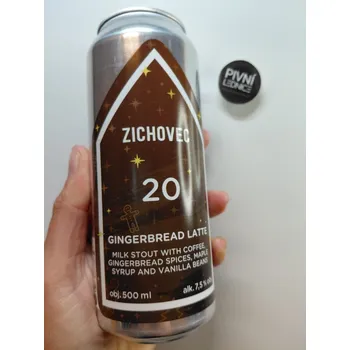 PIVNÍ
LEDNICE
ZICHOVEC
20
GINGERBREAD LATTE
MILK STOUT WITH COFFEE,
GINGERBREAD SPICES, MAPLE
SYRUP AND VANILLA BEANS
obj. 500 ml
alk. 7,5 %